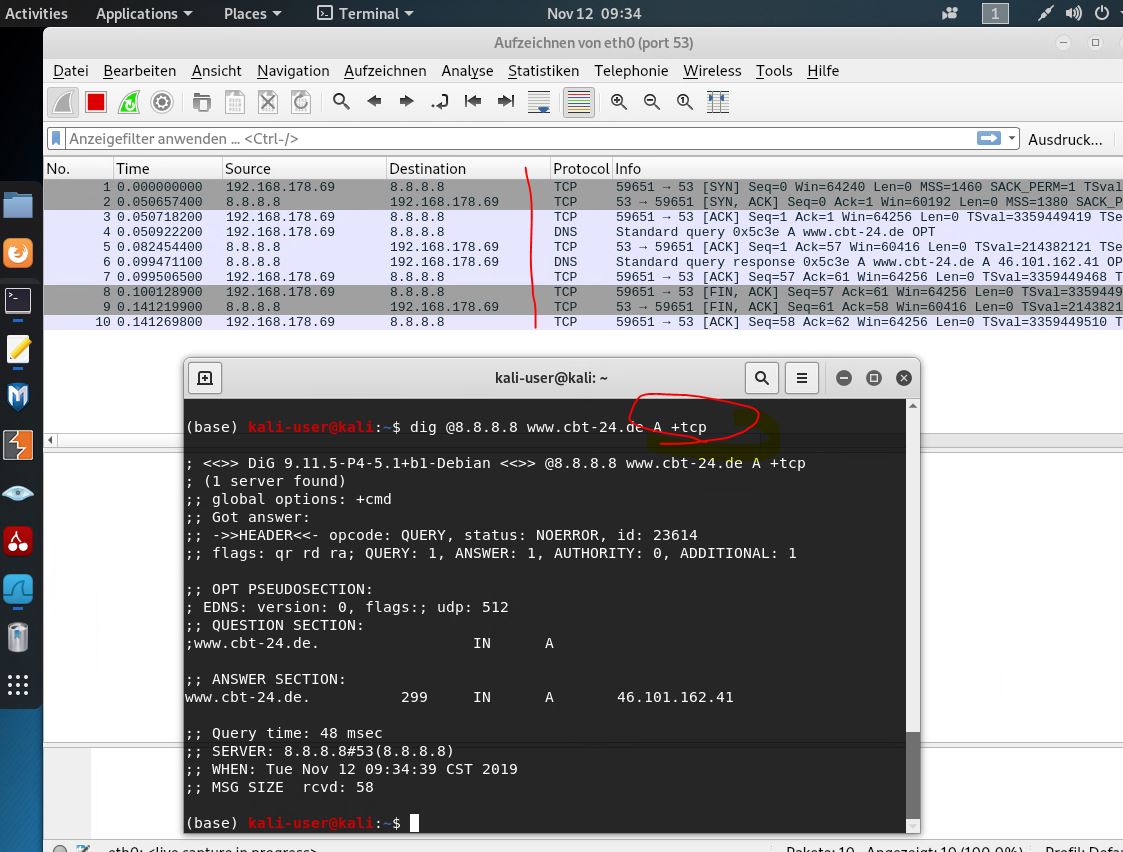 Activities Applications Places Terminal Nov 12 09:34 1
Aufzeichnen von eth0 (port 53)
Datei Bearbeiten Ansicht Navigation Aufzeichnen Analyse Statistiken Telephonie Wireless Tools Hilfe
Anzeigefilter anwenden ... <Ctrl-/> Ausdruck...
No. Time Source Destination Protocol Info
1 0.000000000 192.168.178.69 8.8.8.8 TCP 59651 → 53 [SYN] Seq=0 Win=64240 Len=0 MSS=1460 SACK_PERM=1 TSval
2 0.050657400 8.8.8.8 192.168.178.69 TCP 53 → 59651 [SYN, ACK] Seq=0 Ack=1 Win=60192 Len=0 MSS=1380 SACK_P
3 0.050718200 192.168.178.69 8.8.8.8 TCP 59651 → 53 [ACK] Seq=1 Ack=1 Win=64256 Len=0 TSval=3359449419 TSe
4 0.050922200 192.168.178.69 8.8.8.8 DNS Standard query 0x5c3e A www.cbt-24.de OPT
5 0.082454400 8.8.8.8 192.168.178.69 TCP 53 → 59651 [ACK] Seq=1 Ack=57 Win=60416 Len=0 TSval=214382121 TSe
6 0.099471100 8.8.8.8 192.168.178.69 DNS Standard query response 0x5c3e A www.cbt-24.de A 46.101.162.41 OP
7 0.099506500 192.168.178.69 8.8.8.8 TCP 59651 → 53 [ACK] Seq=57 Ack=61 Win=64256 Len=0 TSval=3359449468 T
8 0.100128900 192.168.178.69 8.8.8.8 TCP 59651 → 53 [FIN, ACK] Seq=57 Ack=61 Win=64256 Len=0 TSval=3359449
9 0.141219900 8.8.8.8 192.168.178.69 TCP 53 → 59651 [FIN, ACK] Seq=61 Ack=58 Win=60416 Len=0 TSval=2143821
10 0.141269800 192.168.178.69 8.8.8.8 TCP 59651 → 53 [ACK] Seq=58 Ack=62 Win=64256 Len=0 TSval=3359449510 T
kali-user@kali: ~
(base) kali-user@kali:~$ dig @8.8.8.8 www.cbt-24.de A +tcp
; <<>> DiG 9.11.5-P4-5.1+b1-Debian <<>> @8.8.8.8 www.cbt-24.de A +tcp
; (1 server found)
;; global options: +cmd
;; Got answer:
;; ->>HEADER<<- opcode: QUERY, status: NOERROR, id: 23614
;; flags: qr rd ra; QUERY: 1, ANSWER: 1, AUTHORITY: 0, ADDITIONAL: 1
;; OPT PSEUDOSECTION:
; EDNS: version: 0, flags:; udp: 512
;; QUESTION SECTION:
;www.cbt-24.de. IN A
;; ANSWER SECTION:
www.cbt-24.de. 299 IN A 46.101.162.41
;; Query time: 48 msec
;; SERVER: 8.8.8.8#53(8.8.8.8)
;; WHEN: Tue Nov 12 09:34:39 CST 2019
;; MSG SIZE rcvd: 58
(base) kali-user@kali:~$
eth0: <live capture in progress> Pakete: 10 · Angezeigt: 10 (100.0%) Profil: Defa